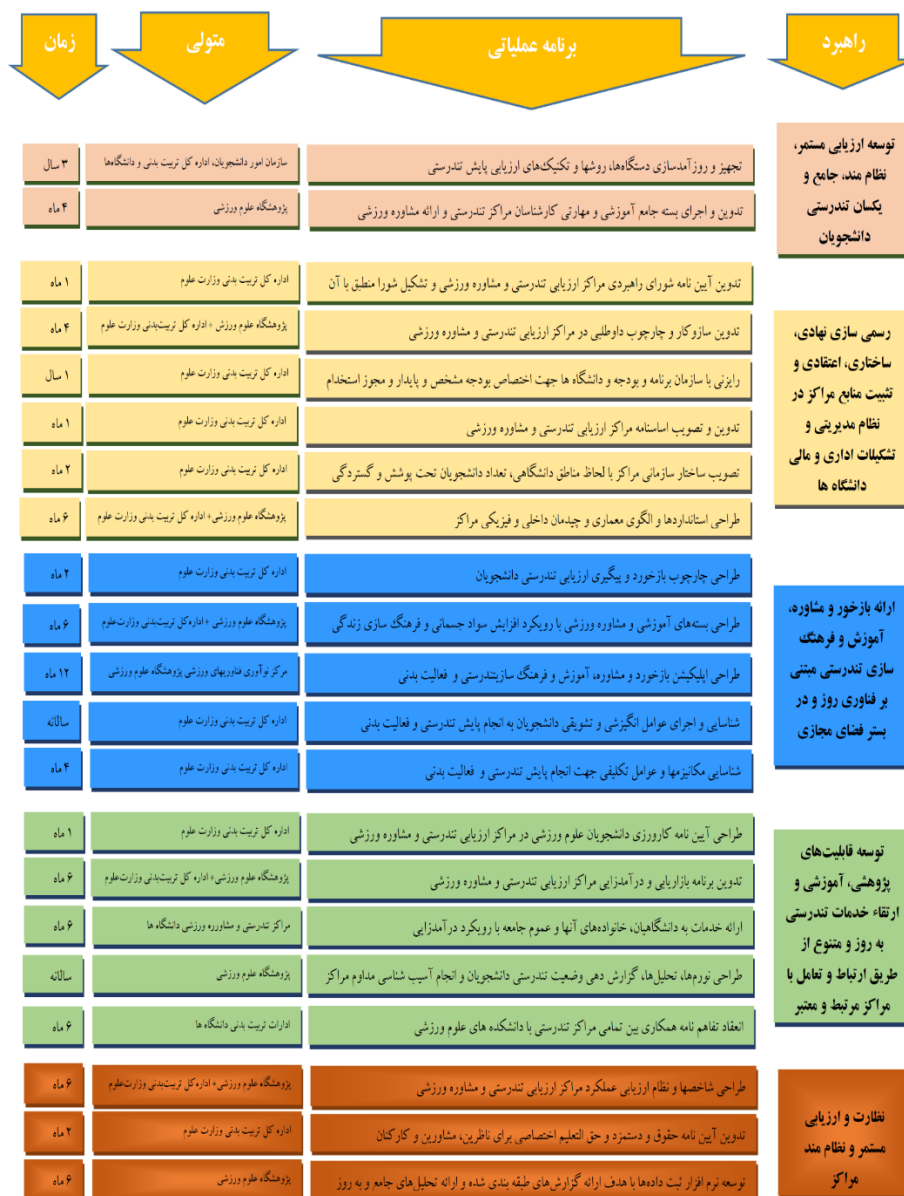 راهبرد
برنامه عملیاتی
متولی
زمان
توسعه ارزیابی مستمر،
نظام مند، جامع و
یکسان تندرستی
دانشجویان
تجهیز و روزآمدسازی دستگاه‌ها، روشها و تکنیک‌های ارزیابی پایش تندرستی
سازمان امور دانشجویان، اداره کل تربیت بدنی و دانشگاه‌ها
۳ سال
تدوین و اجرای بسته جامع آموزشی و مهارتی کارشناسان مراکز تندرستی و ارائه مشاوره ورزشی
پژوهشگاه علوم ورزشی
۴ ماه
رسمی سازی نهادی،
ساختاری، اعتقادی و
تثبیت منابع مراکز در
نظام مدیریتی و
تشکیلات اداری و مالی
دانشگاه ها
تدوین آیین نامه شورای راهبردی مراکز ارزیابی تندرستی و مشاوره ورزشی و تشکیل شورا منطبق با آن
اداره کل تربیت بدنی وزارت علوم
۱ ماه
تدوین سازوکار و چارچوب داوطلبی در مراکز ارزیابی تندرستی و مشاوره ورزشی
پژوهشگاه علوم ورزش + اداره کل تربیت‌بدنی وزارت علوم
۴ ماه
رایزنی با سازمان برنامه و بودجه و دانشگاه ها جهت اختصاص بودجه مشخص و پایدار و مجوز استخدام
اداره کل تربیت بدنی وزارت علوم
۱ سال
تدوین و تصویب اساسنامه مراکز ارزیابی تندرستی و مشاوره ورزشی
اداره کل تربیت بدنی وزارت علوم
۱ ماه
تصویب ساختار سازمانی مراکز با لحاظ مناطق دانشگاهی، تعداد دانشجویان تحت پوشش و گستردگی
اداره کل تربیت بدنی وزارت علوم
۲ ماه
طراحی استانداردها و الگوی معماری و چیدمان داخلی و فیزیکی مراکز
پژوهشگاه علوم ورزشی+ اداره کل تربیت بدنی وزارت علوم
۶ ماه
ارائه بازخور و مشاوره،
آموزش و فرهنگ
سازی تندرستی مبتنی
بر فناوری روز و در
بستر فضای مجازی
طراحی چارچوب بازخورد و پیگیری ارزیابی تندرستی دانشجویان
اداره کل تربیت بدنی وزارت علوم
۲ ماه
طراحی بسته‌های آموزشی و مشاوره ورزشی با رویکرد افزایش سواد جسمانی و فرهنگ سازی زندگی
پژوهشگاه علوم ورزشی +اداره‌کل تربیت‌بدنی وزارت‌علوم
۶ ماه
طراحی اپلیکیشن بازخورد و مشاوره، آموزش و فرهنگ سازیتندرستی و فعالیت بدنی
مرکز نوآوری فناوریهای ورزشی پژوهشگاه علوم ورزشی
۱۲ ماه
شناسایی و اجرای عوامل انگیزشی و تشویقی دانشجویان به انجام پایش تندرستی و فعالیت بدنی
اداره کل تربیت بدنی وزارت علوم
سالانه
شناسایی مکانیزمها و عوامل تکلیفی جهت انجام پایش تندرستی و فعالیت بدنی
اداره کل تربیت بدنی وزارت علوم
۴ ماه
توسعه قابلیت‌های
پژوهشی، آموزشی و
ارتقاء خدمات تندرستی
به روز و متنوع از
طریق ارتباط و تعامل با
مراکز مرتبط و معتبر
طراحی آیین نامه کارورزی دانشجویان علوم ورزشی در مراکز ارزیابی تندرستی و مشاوره ورزشی
اداره کل تربیت بدنی وزارت علوم
۱ ماه
تدوین برنامه بازاریابی و درآمدزایی مراکز ارزیابی تندرستی و مشاوره ورزشی
پژوهشگاه علوم ورزشی+ اداره کل تربیت‌بدنی وزارت‌علوم
۶ ماه
ارائه خدمات به دانشگاهیان، خانواده‌های آنها و عموم جامعه با رویکرد درآمدزایی
مراکز تندرستی و مشاورره ورزشی دانشگاه ها
۶ ماه
طراحی نورم‌ها، تحلیل‌ها، گزارش دهی وضعیت تندرستی دانشجویان و انجام آسیب شناسی مداوم مراکز
پژوهشگاه علوم ورزشی
سالانه
انعقاد تفاهم نامه همکاری بین تمامی مراکز تندرستی با دانشکده های علوم ورزشی
ادارات تربیت بدنی دانشگاه ها
۶ ماه
نظارت و ارزیابی
مستمر و نظام مند
مراکز
طراحی شاخصها و نظام ارزیابی عملکرد مراکز ارزیابی تندرستی و مشاوره ورزشی
پژوهشگاه علوم ورزشی+ اداره‌کل تربیت‌بدنی وزارت‌علوم
۶ ماه
تدوین آیین نامه حقوق و دستمزد و حق التعلیم اختصاصی برای ناظرین، مشاورین و کارکنان
اداره کل تربیت بدنی وزارت علوم
۲ ماه
توسعه نرم افزار ثبت داده‌ها با هدف ارائه گزارش‌های طبقه بندی شده و ارائه تحلیل‌های جامع و به روز
پژوهشگاه علوم ورزشی
۶ ماه